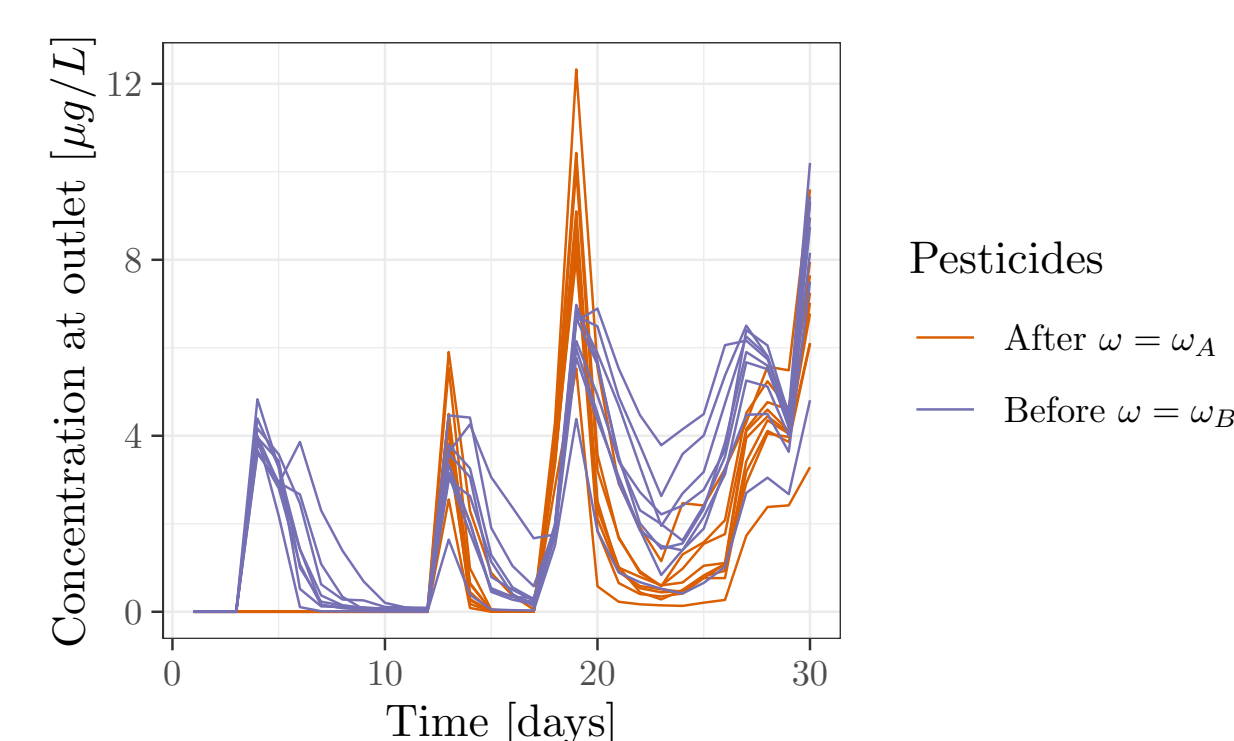 Concentration at outlet [μg/L]
12
8
4
0
0 10 20 30
Time [days]
Pesticides
After ω = ω_A
Before ω = ω_B